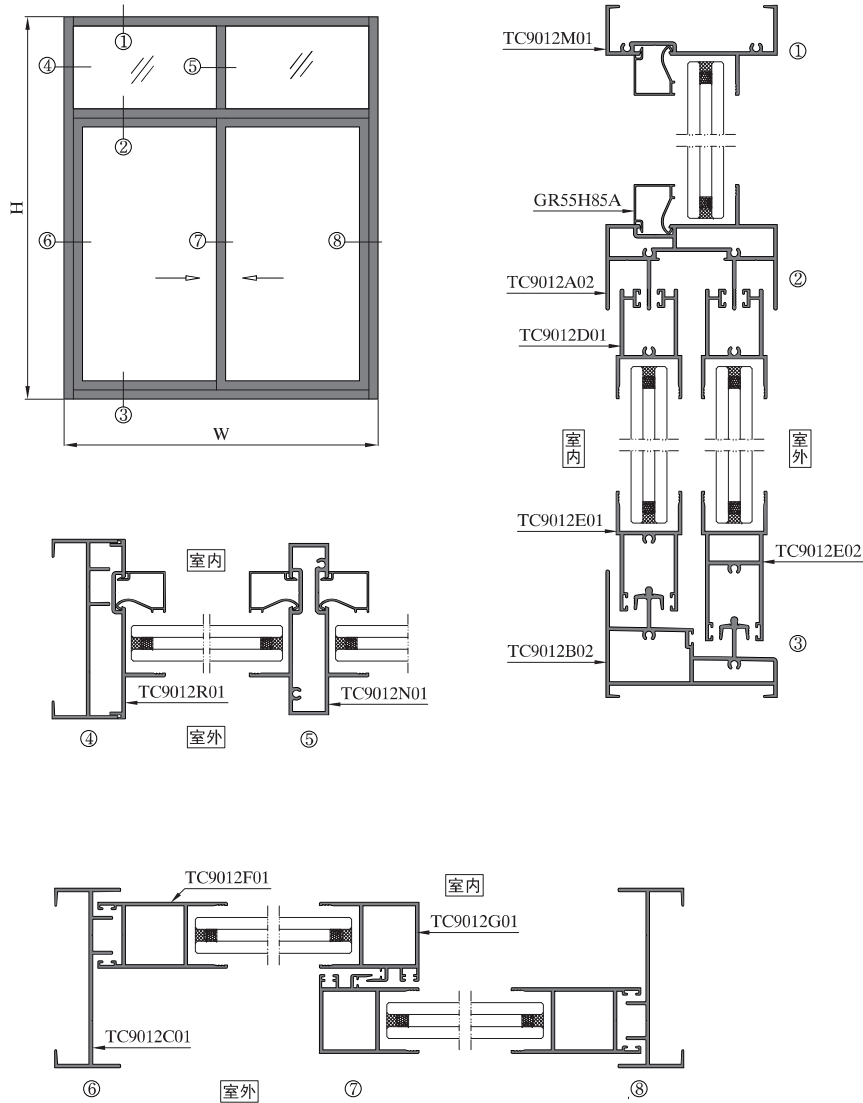 ①
④
⑤
②
H
⑥
⑦
⑧
③
W
TC9012M01
①
GR55H85A
TC9012A02
②
TC9012D01
室内
室外
TC9012E01
TC9012E02
TC9012B02
③
室内
TC9012R01
TC9012N01
④
室外
⑤
TC9012F01
室内
TC9012G01
TC9012C01
⑥
室外
⑦
⑧